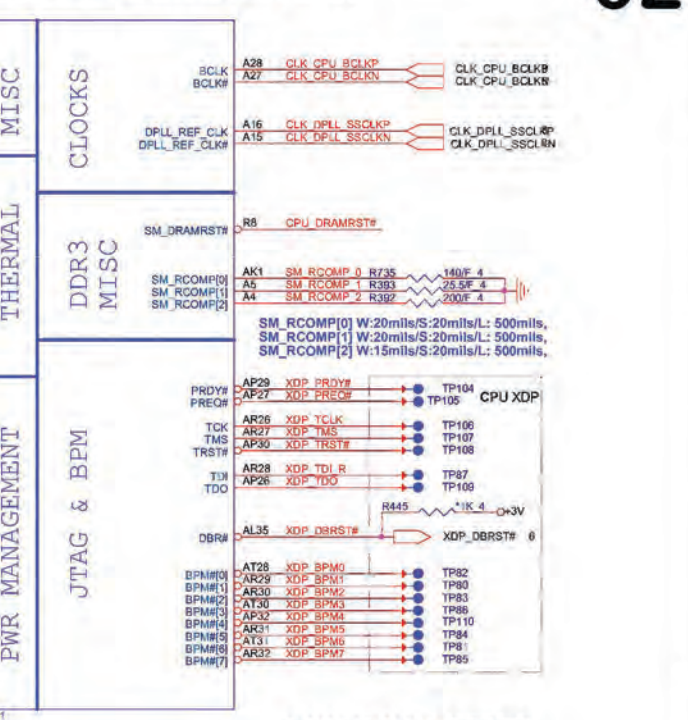 MISC
THERMAL
PWR MANAGEMENT
CLOCKS
BCLK A28 CLK_CPU_BCLKP CLK_CPU_BCLKP
BCLK# A27 CLK_CPU_BCLKN CLK_CPU_BCLKN
DPLL_REF_CLK A16 CLK_DPLL_SSCLKP CLK_DPLL_SSCLKP
DPLL_REF_CLK# A15 CLK_DPLL_SSCLKN CLK_DPLL_SSCLKN
DDR3
MISC
SM_DRAMRST# R8 CPU_DRAMRST#
SM_RCOMP[0] AK1 SM_RCOMP_0 R735 140/F_4
SM_RCOMP[1] A5 SM_RCOMP_1 R393 25.5/F_4
SM_RCOMP[2] A4 SM_RCOMP_2 R392 200/F_4
SM_RCOMP[0] W:20mils/S:20mils/L: 500mils,
SM_RCOMP[1] W:20mils/S:20mils/L: 500mils,
SM_RCOMP[2] W:15mils/S:20mils/L: 500mils,
JTAG & BPM
CPU XDP
PRDY# AP29 XDP_PRDY# TP104
PREQ# AP27 XDP_PREQ# TP105
TCK AR26 XDP_TCLK TP106
TMS AR27 XDP_TMS TP107
TRST# AP30 XDP_TRST# TP108
TDI AR28 XDP_TDI_R TP87
TDO AP26 XDP_TDO TP109
R445 *1K_4 +3V
DBR# AL35 XDP_DBRST# XDP_DBRST# 6
BPM#[0] AT28 XDP_BPM0 TP82
BPM#[1] AR29 XDP_BPM1 TP80
BPM#[2] AR30 XDP_BPM2 TP83
BPM#[3] AT30 XDP_BPM3 TP86
BPM#[4] AP32 XDP_BPM4 TP110
BPM#[5] AR31 XDP_BPM5 TP84
BPM#[6] AT31 XDP_BPM6 TP81
BPM#[7] AR32 XDP_BPM7 TP85